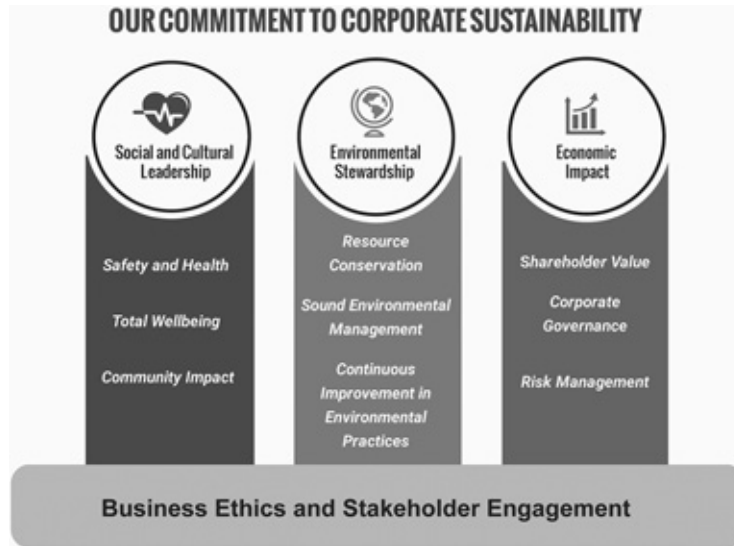 OUR COMMITMENT TO CORPORATE SUSTAINABILITY
Social and Cultural
Leadership
Safety and Health
Total Wellbeing
Community Impact
Environmental
Stewardship
Resource
Conservation
Sound Environmental
Management
Continuous
Improvement in
Environmental
Practices
Economic
Impact
Shareholder Value
Corporate
Governance
Risk Management
Business Ethics and Stakeholder Engagement